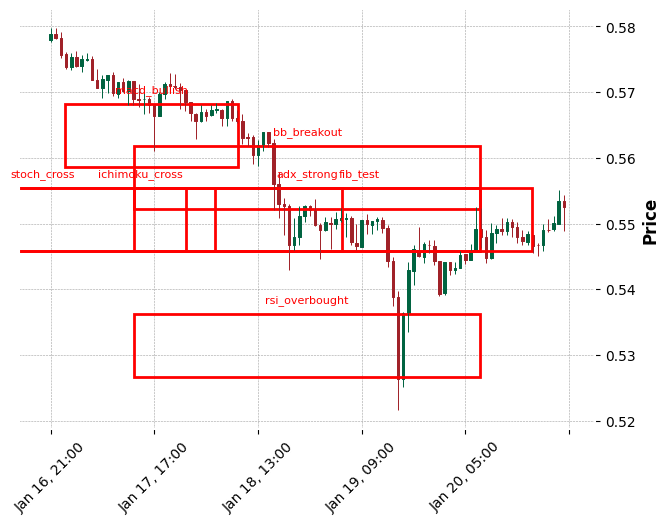 0.58
0.57
macd_bullish
bb_breakout
0.56
stoch_cross
ichimoku_cross
adx_strong
fib_test
0.55
Price
0.54
rsi_overbought
0.53
0.52
Jan 16, 21:00
Jan 17, 17:00
Jan 18, 13:00
Jan 19, 09:00
Jan 20, 05:00